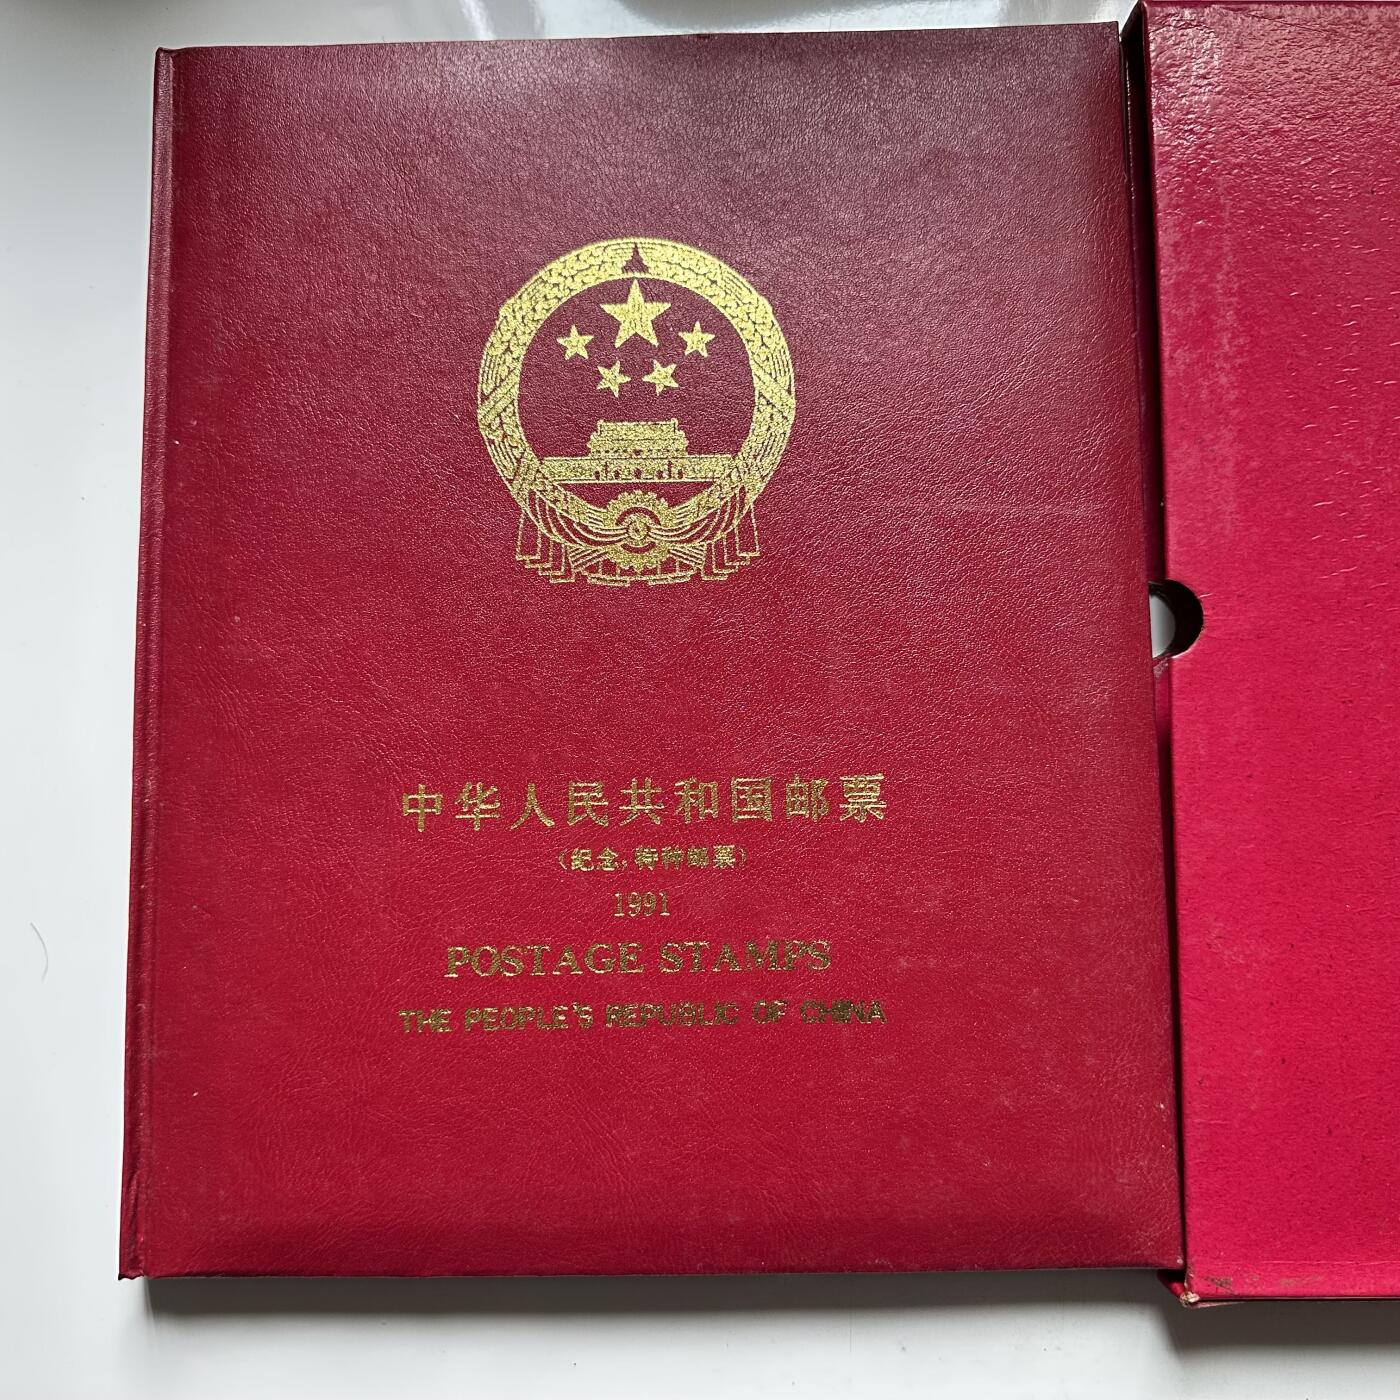 中华人民共和国邮票
（纪念、特种邮票）
1991
POSTAGE STAMPS
THE PEOPLE'S REPUBLIC OF CHINA